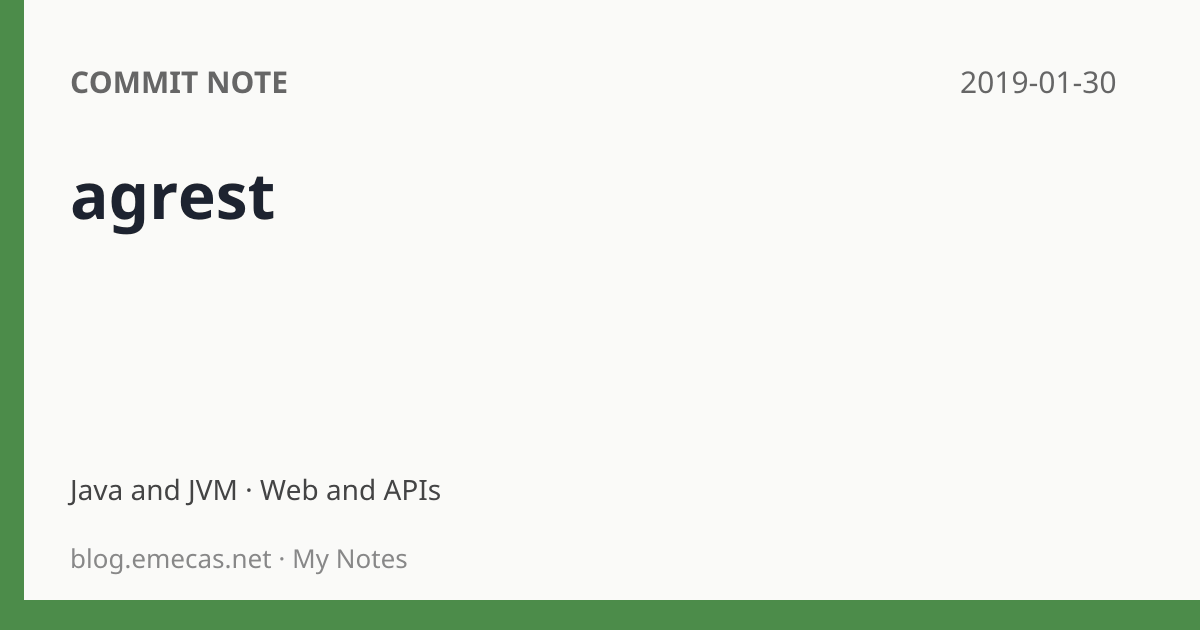 COMMIT NOTE
2019-01-30
agrest
Java and JVM · Web and APIs
blog.emecas.net · My Notes